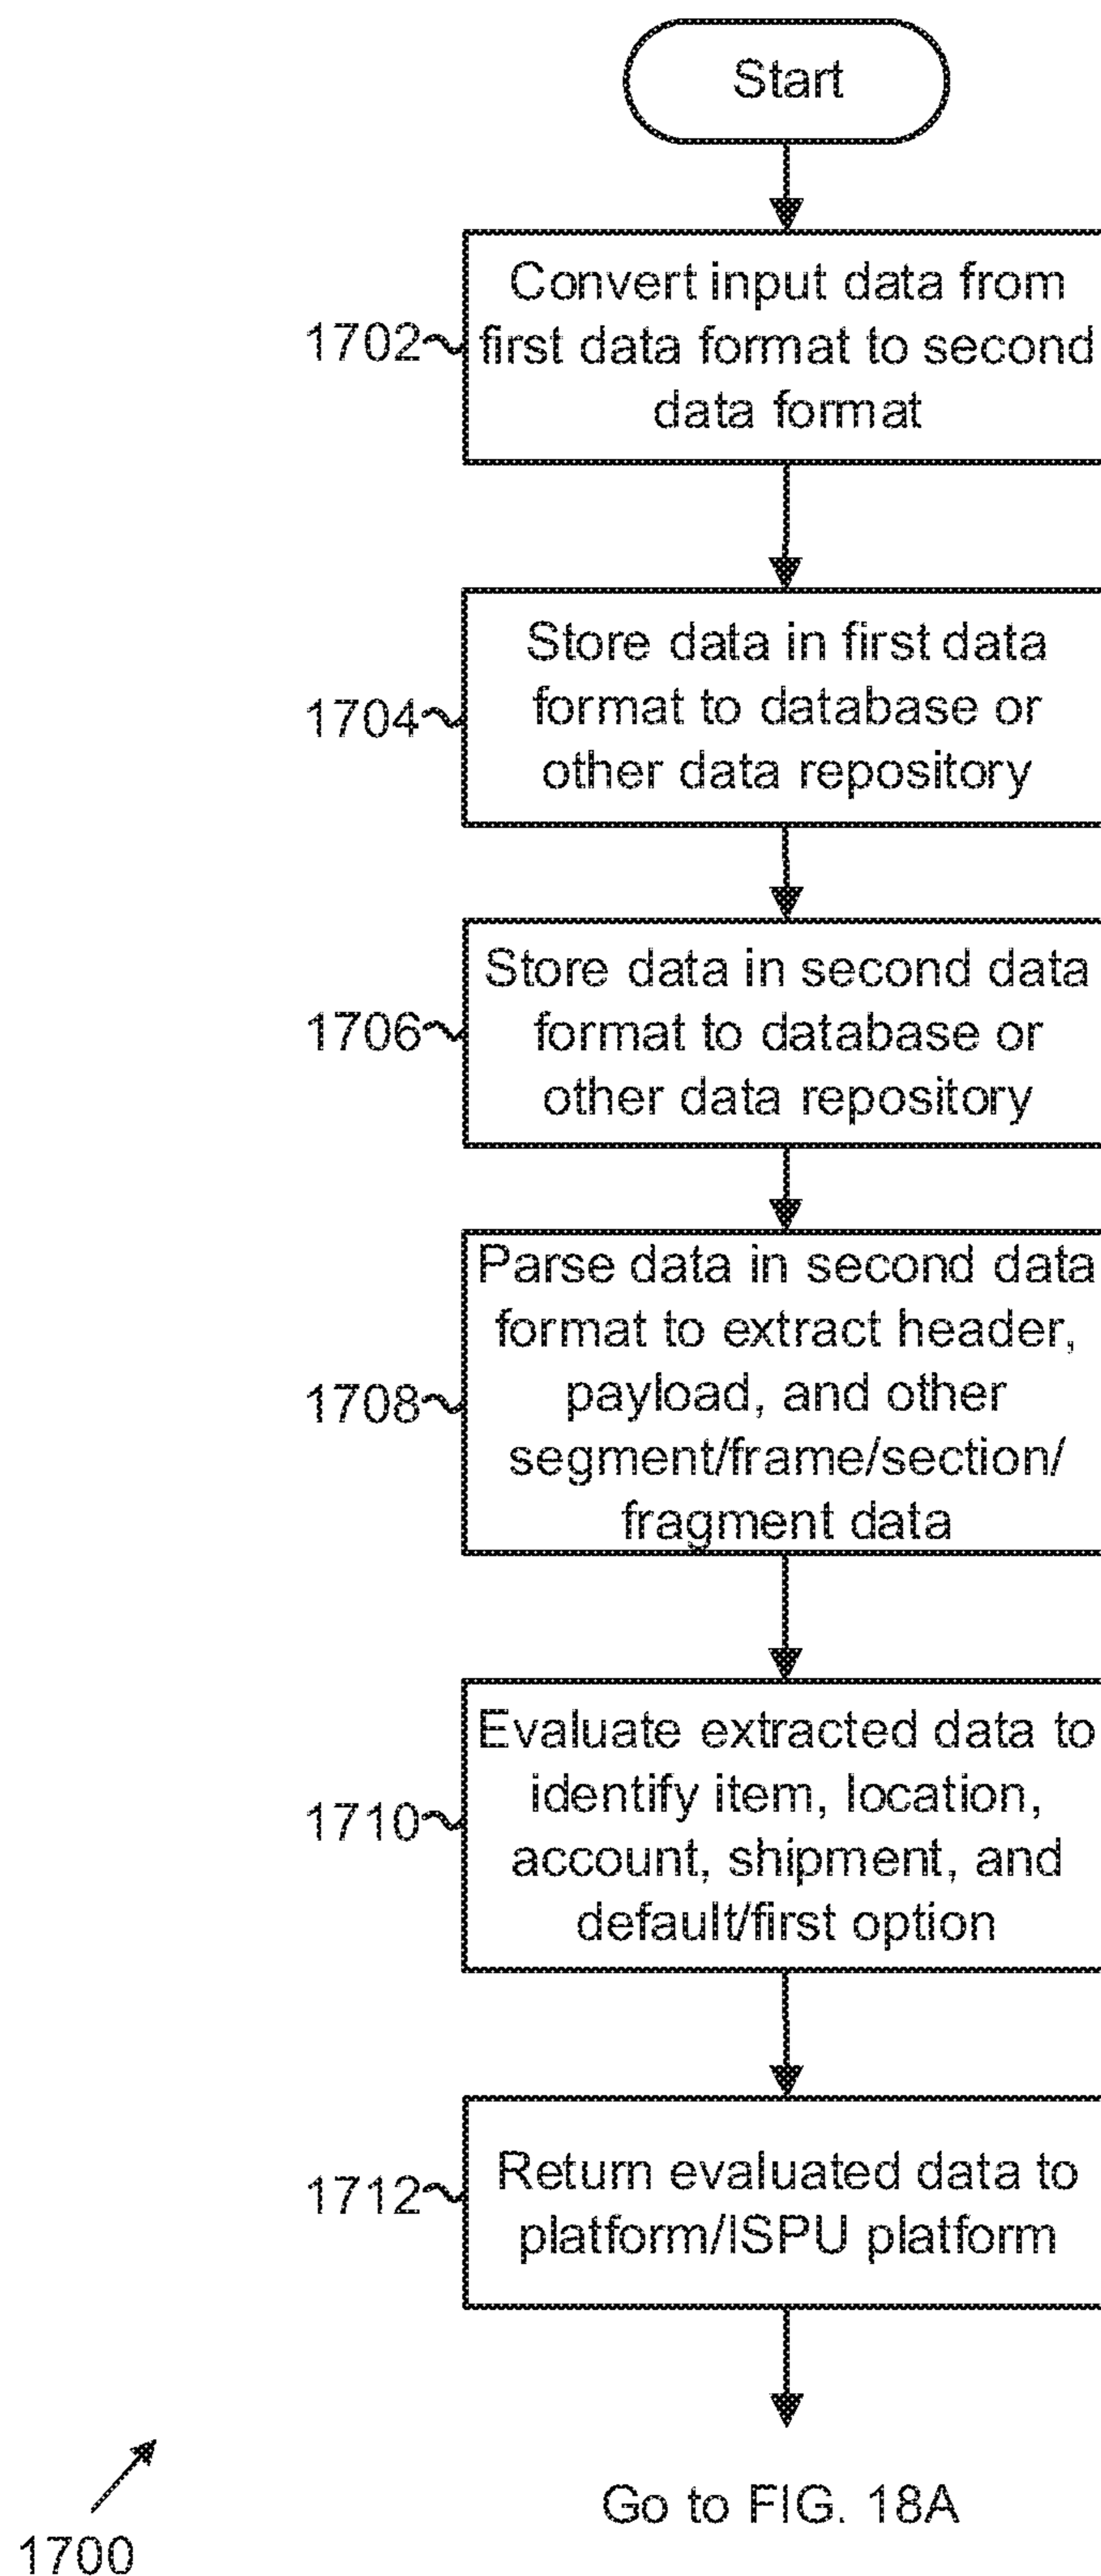 Start
Convert input data from
1702
first data format to second
data format
Store data in first data
1704
format to database or
other data repository
Store data in second data
1706
format to database or
other data repository
Parse data in second data
format to extract header,
1708
payload, and other
segment/frame/section/
fragment data
Evaluate extracted data to
identify item, location,
1710
account, shipment, and
default/first option
1712
Return evaluated data to
platform/ISPU platform
Go to FIG. 18A
1700